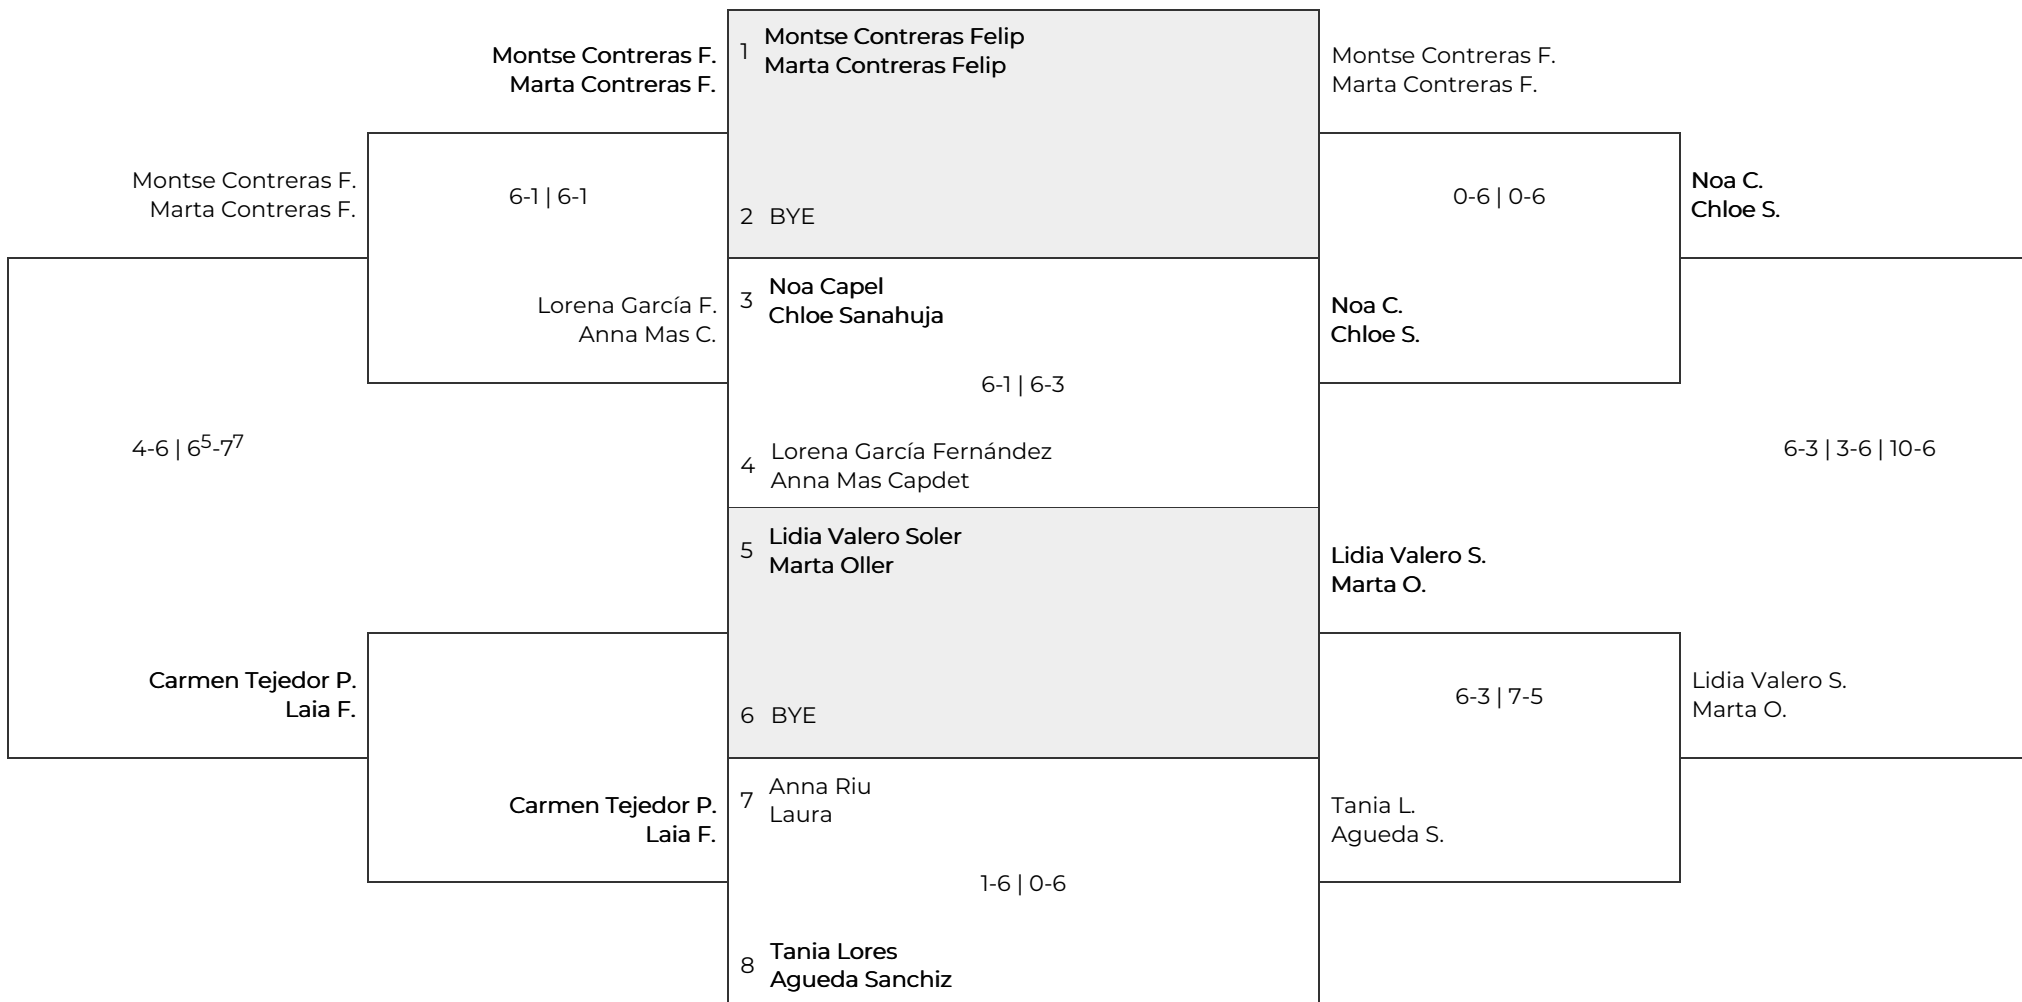 Montse Contreras F.
Marta Contreras F.
6-1 | 6-1
Lorena García F.
Anna Mas C.
Montse Contreras F.
Marta Contreras F.
4-6 | 6⁵-7⁷
Carmen Tejedor P.
Laia F.
Carmen Tejedor P.
Laia F.
1 Montse Contreras Felip
Marta Contreras Felip
2 BYE
3 Noa Capel
Chloe Sanahuja
6-1 | 6-3
4 Lorena García Fernández
Anna Mas Capdet
5 Lidia Valero Soler
Marta Oller
6 BYE
7 Anna Riu
Laura
1-6 | 0-6
8 Tania Lores
Agueda Sanchiz
Montse Contreras F.
Marta Contreras F.
0-6 | 0-6
Noa C.
Chloe S.
Lidia Valero S.
Marta O.
6-3 | 7-5
Tania L.
Agueda S.
Noa C.
Chloe S.
6-3 | 3-6 | 10-6
Lidia Valero S.
Marta O.